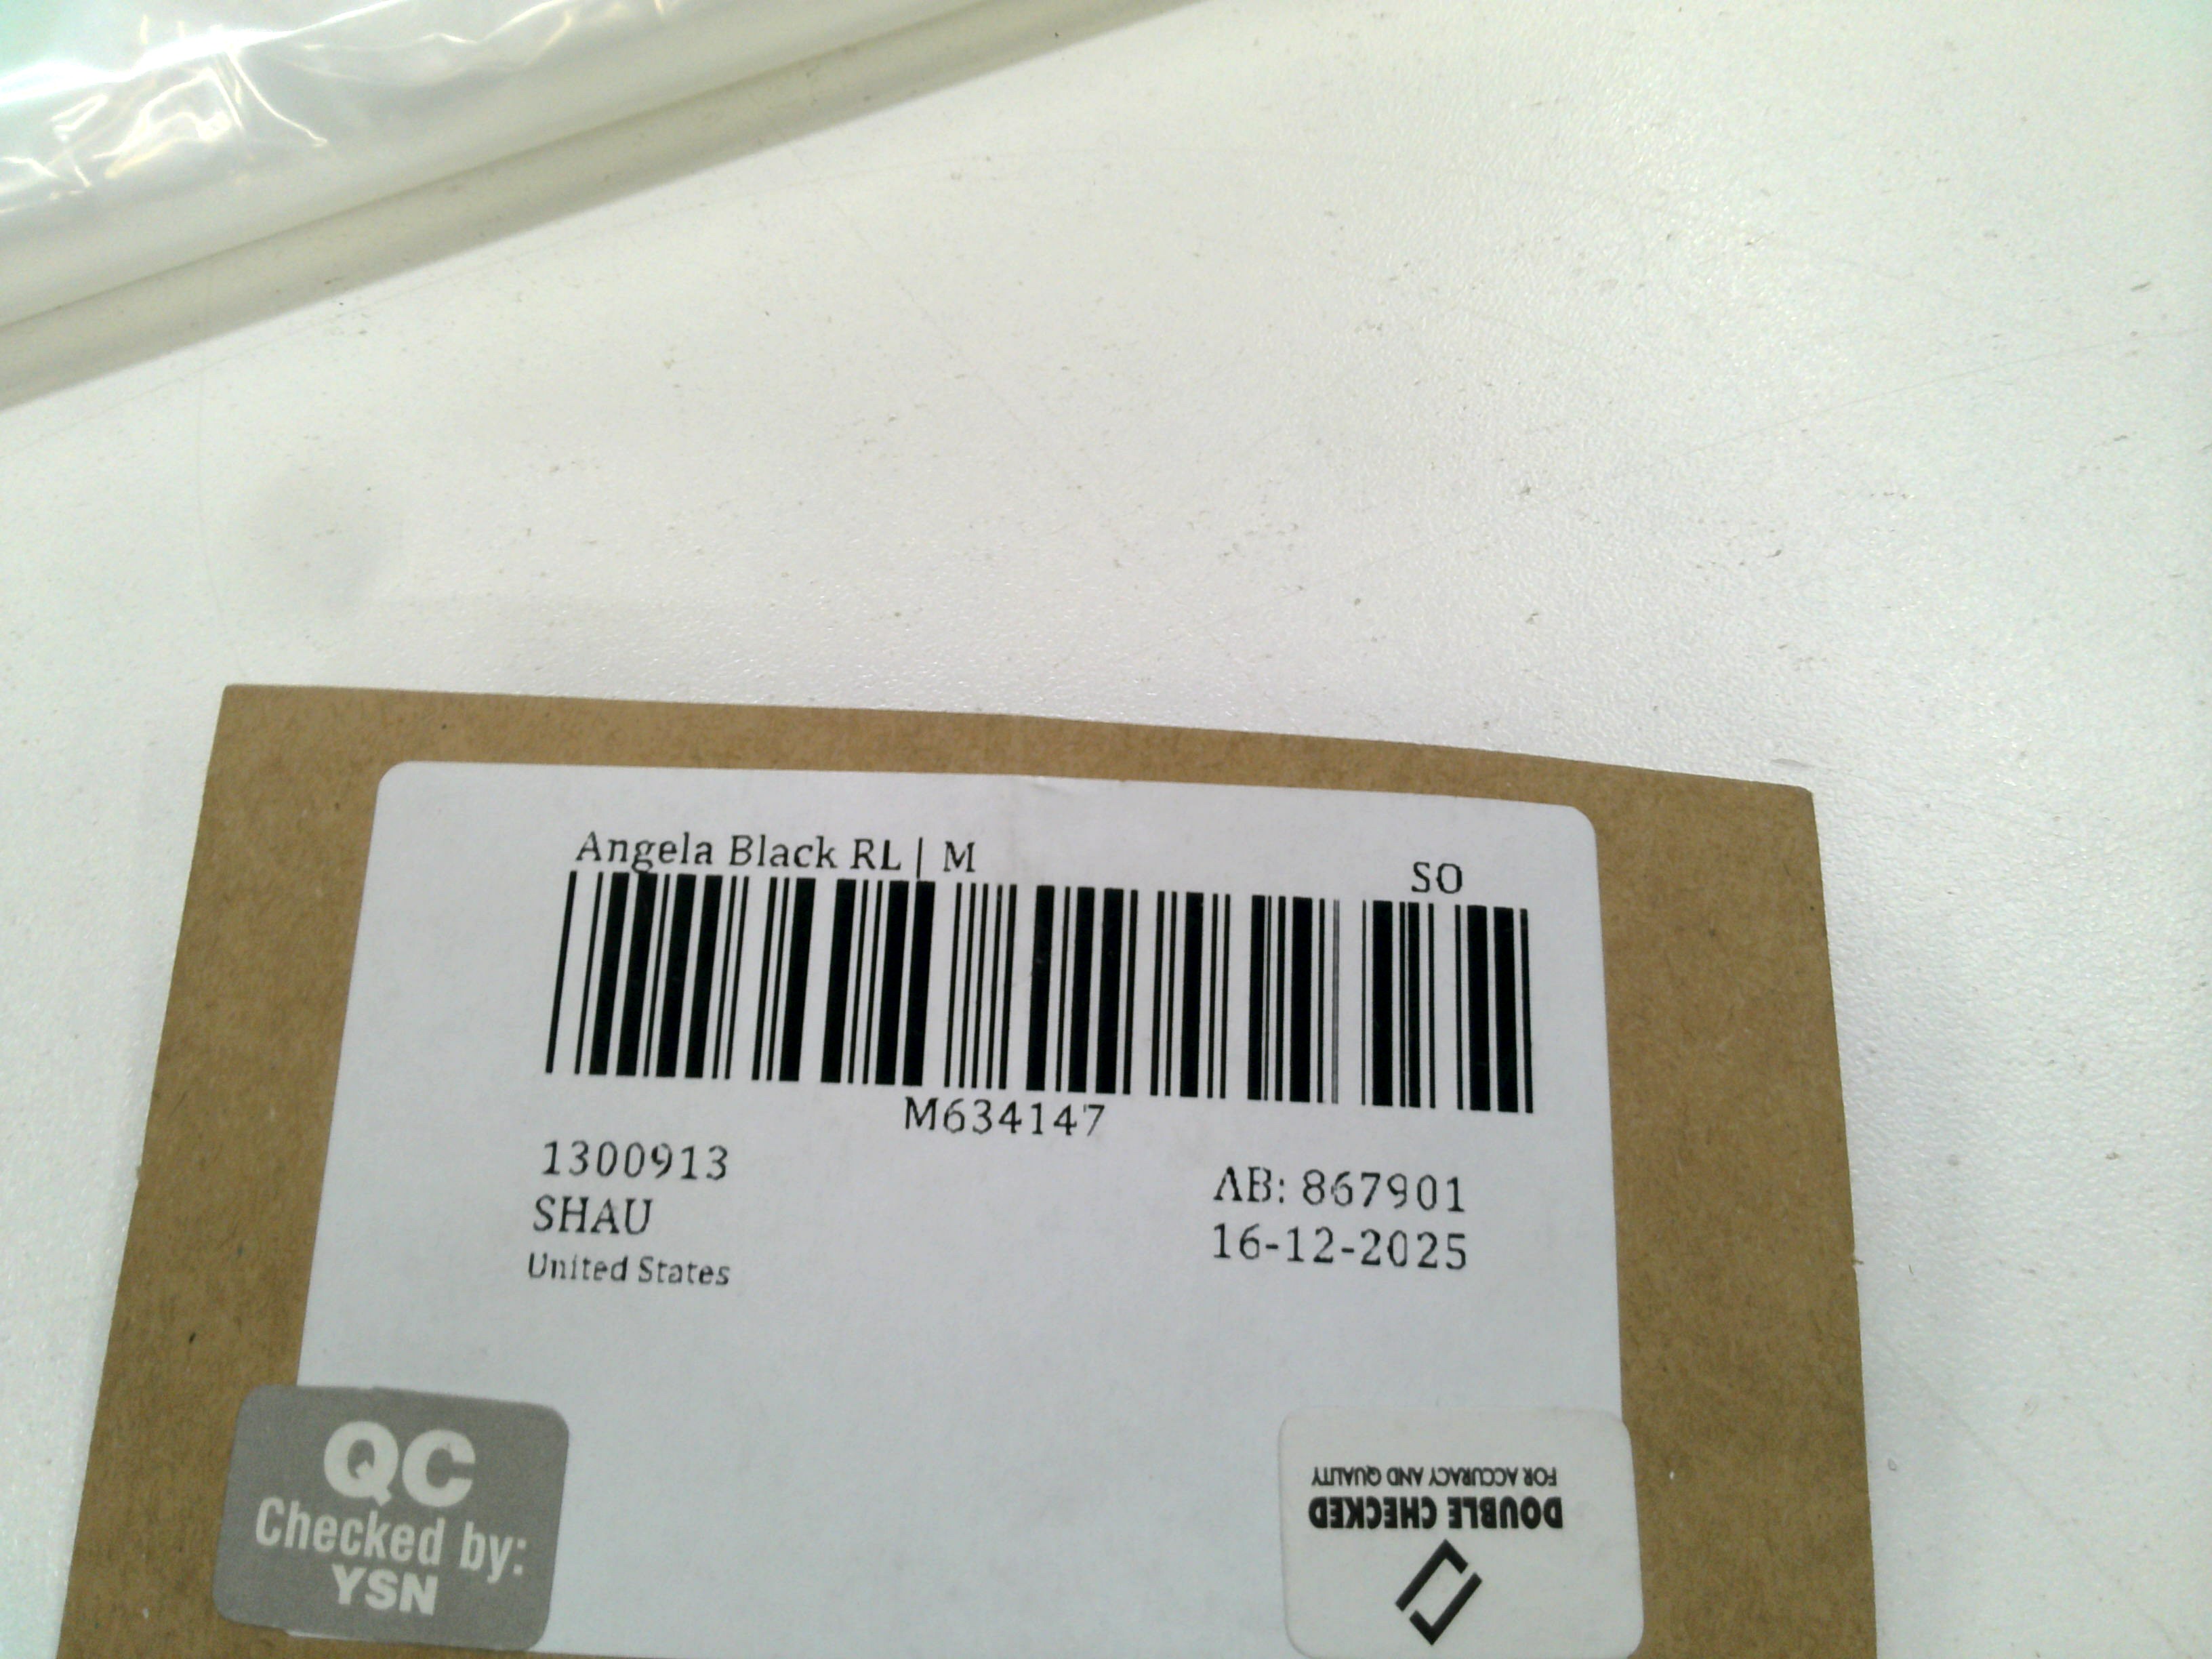 Angela Black RL | M
SO
M634147
1300913
SHAU
United States
AB: 867901
16-12-2025
QC
Checked by:
YSN
DOUBLE CHECKED
FOR ACCURACY AND QUALITY